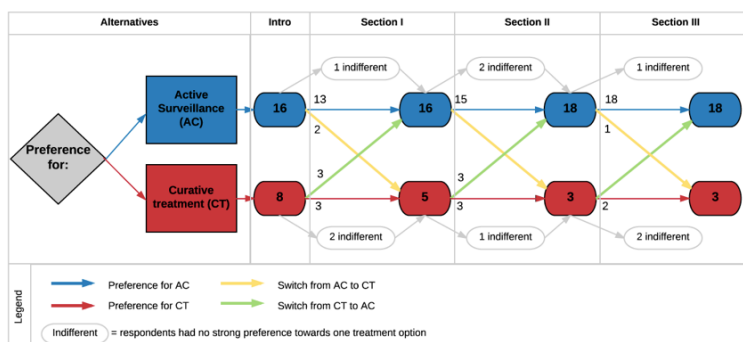 Alternatives
Intro
Section I
Section II
Section III
1 indifferent
2 indifferent
1 indifferent
Active
Surveillance
(AC)
16
13
2
16
15
18
18
1
18
Preference
for:
Curative
treatment (CT)
8
3
3
5
3
3
3
2
3
2 indifferent
1 indifferent
2 indifferent
Legend
Preference for AC
Switch from AC to CT
Preference for CT
Switch from CT to AC
Indifferent = respondents had no strong preference towards one treatment option